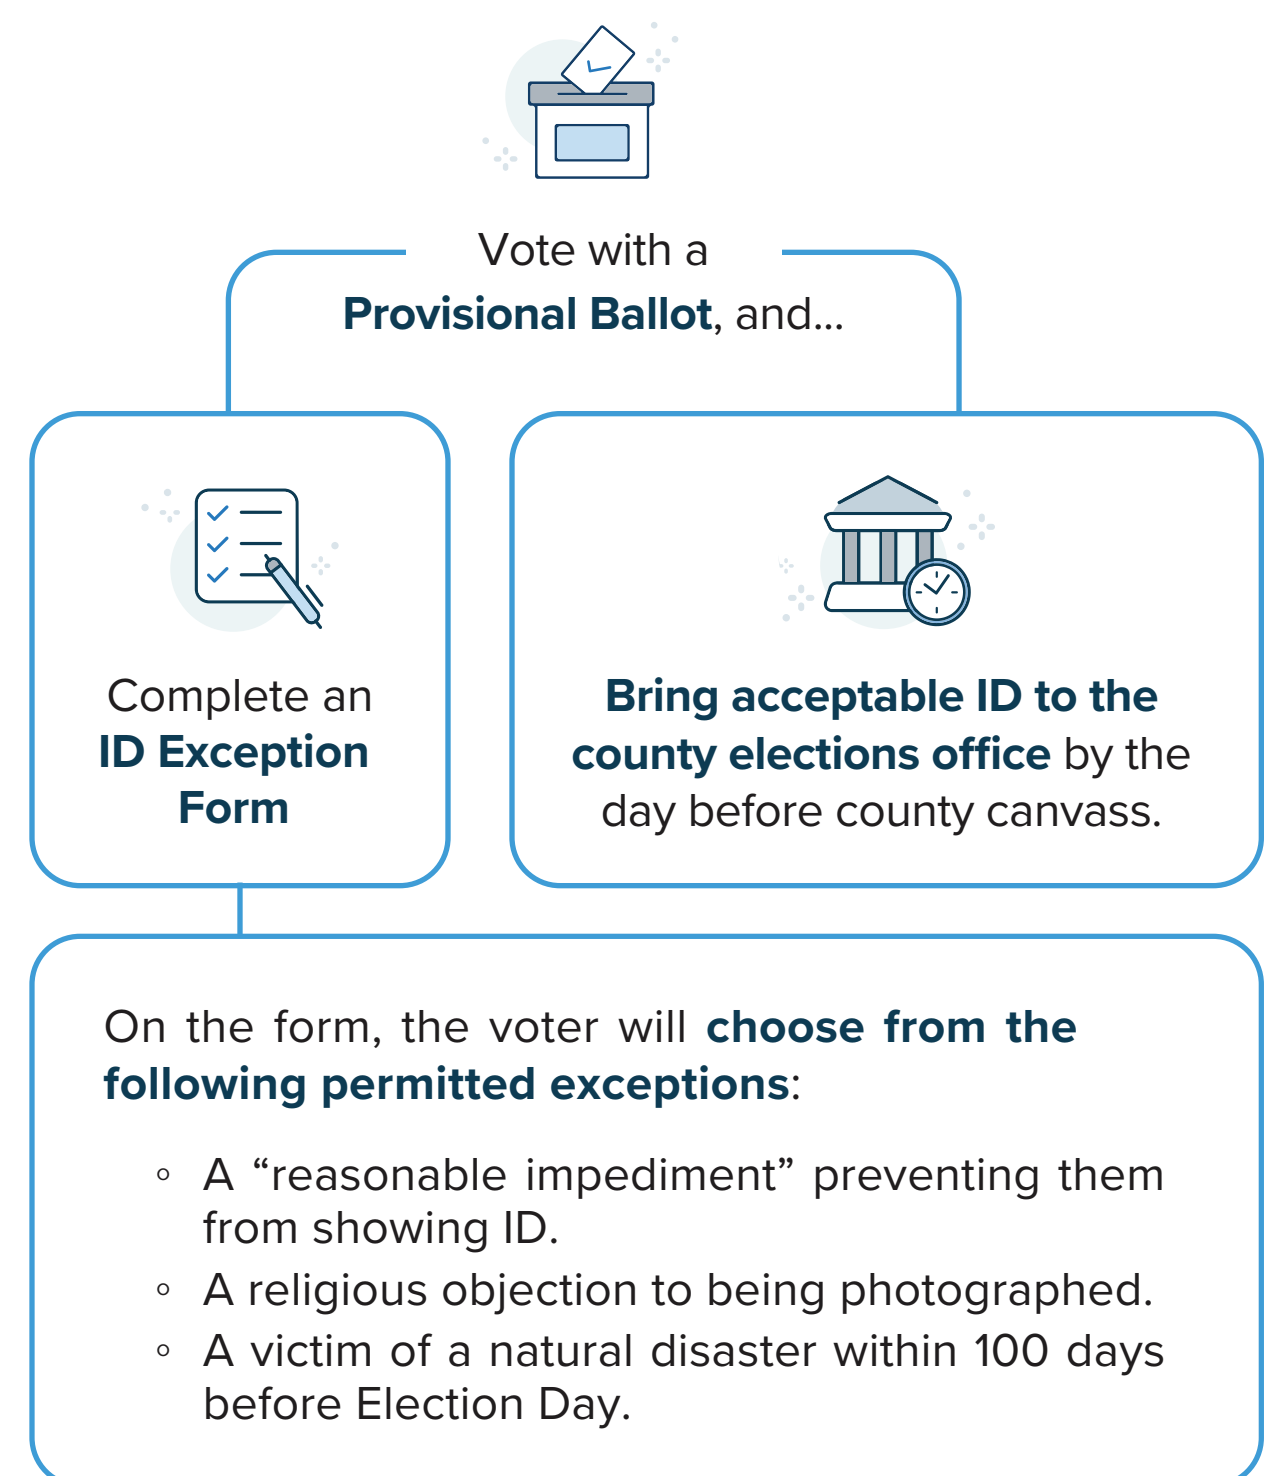 Vote with a
Provisional Ballot, and...
Complete an
ID Exception
Form
Bring acceptable ID to the
county elections office by the
day before county canvass.
On the form, the voter will choose from the
following permitted exceptions:
◦ A “reasonable impediment” preventing them
from showing ID.
◦ A religious objection to being photographed.
◦ A victim of a natural disaster within 100 days
before Election Day.